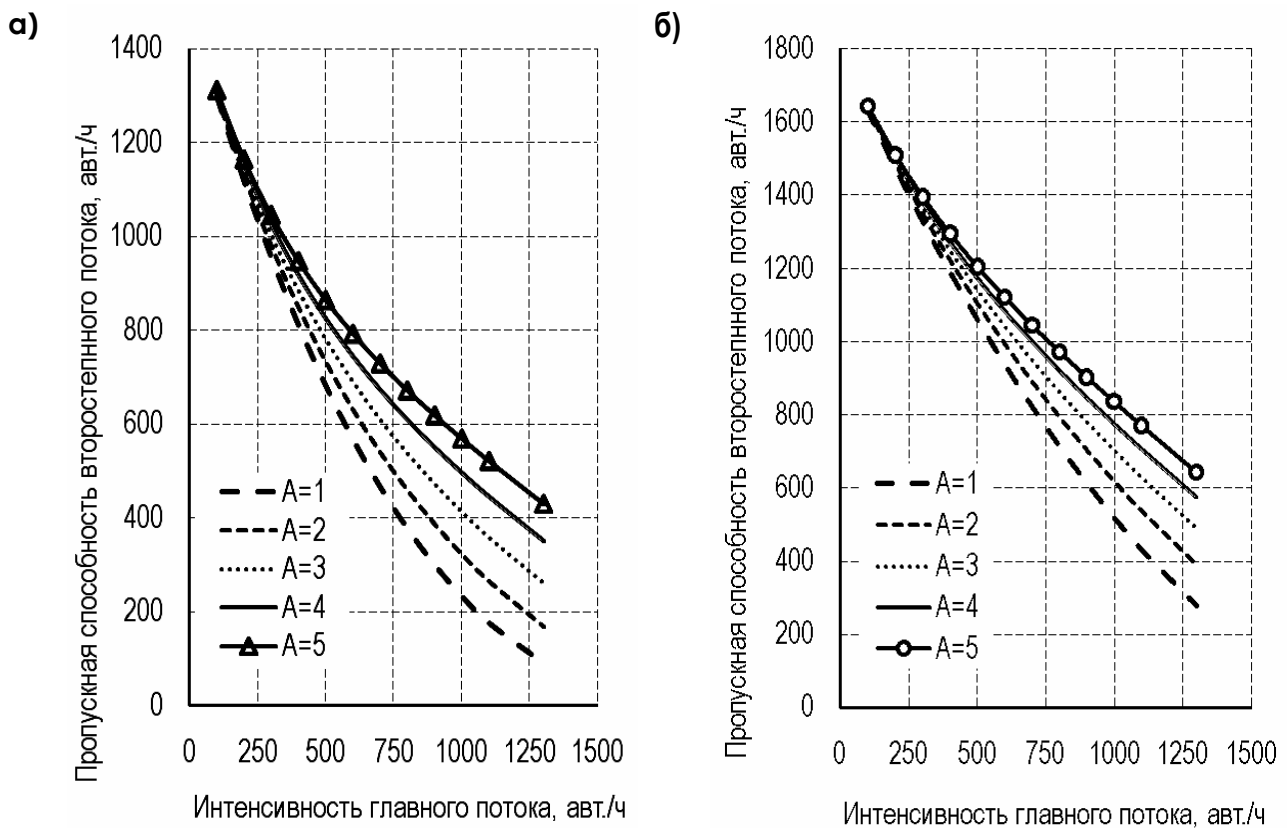 а)
Пропускная способность второстепнного потока, авт./ч
1400
1200
1000
800
600
400
200
0
A=1
A=2
A=3
A=4
A=5
0 250 500 750 1000 1250 1500
Интенсивность главного потока, авт./ч
б)
Пропускная способность второстепнного потока, авт./ч
1800
1600
1400
1200
1000
800
600
400
200
0
A=1
A=2
A=3
A=4
A=5
0 250 500 750 1000 1250 1500
Интенсивность главного потока, авт./ч